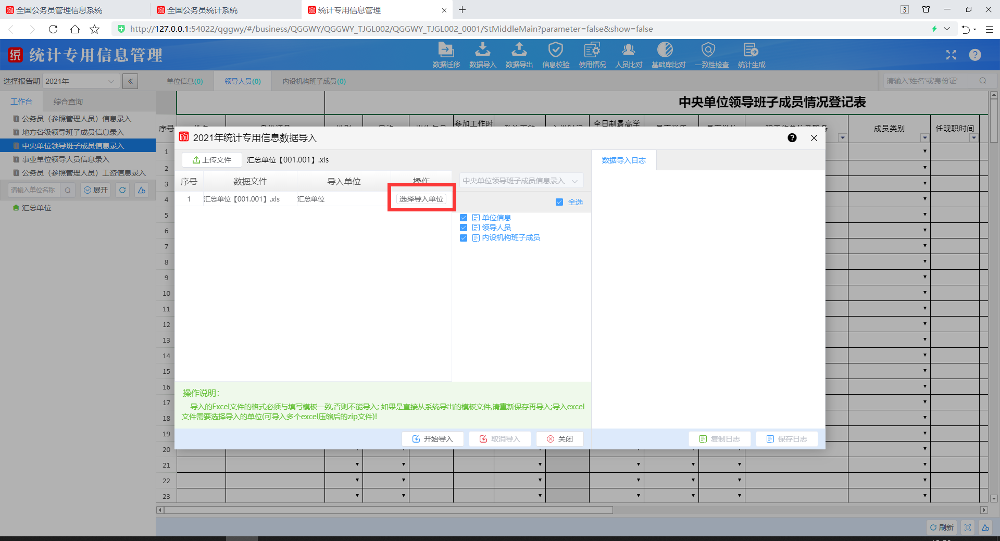 全国公务员管理信息系统
全国公务员统计系统
统计专用信息管理
3
http://127.0.0.1:54022/qggwy/#/business/QGGWY/QGGWY_TJGL002/QGGWY_TJGL002_0001/StMiddleMain?parameter=false&show=false
统 统计专用信息管理
数据迁移 数据导入 数据导出 信息校验 使用情况 人员比对 基础库比对 一致性检查 统计生成
选择报告期 2021年
单位信息(0) 领导人员(0) 内设机构班子成员(0)
请输入'姓名'或'身份证'
工作台 综合查询
公务员（参照管理人员）信息录入
地方各级领导班子成员信息录入
中央单位领导班子成员信息录入
事业单位领导人员信息录入
公务员（参照管理人员）工资信息录入
请输入单位名称 展开
汇总单位
中央单位领导班子成员情况登记表
序号 参加工作时 全日制最高学 成员类别 任现职时间
2021年统计专用信息数据导入
上传文件 汇总单位【001.001】.xls
数据导入日志
序号 数据文件 导入单位 操作
中央单位领导班子成员信息录入
1 汇总单位【001.001】.xls 汇总单位 选择导入单位
全选
单位信息
领导人员
内设机构班子成员
操作说明：
导入的Excel文件的格式必须与填写模板一致,否则不能导入; 如果是直接从系统导出的模板文件,请重新保存再导入;导入excel
文件需要选择导入的单位(可导入多个excel压缩后的zip文件)!
开始导入 取消导入 关闭 复制日志 保存日志
1
2
3
4
5
6
7
8
9
10
11
12
13
14
15
16
17
18
19
20
21
22
23
刷新